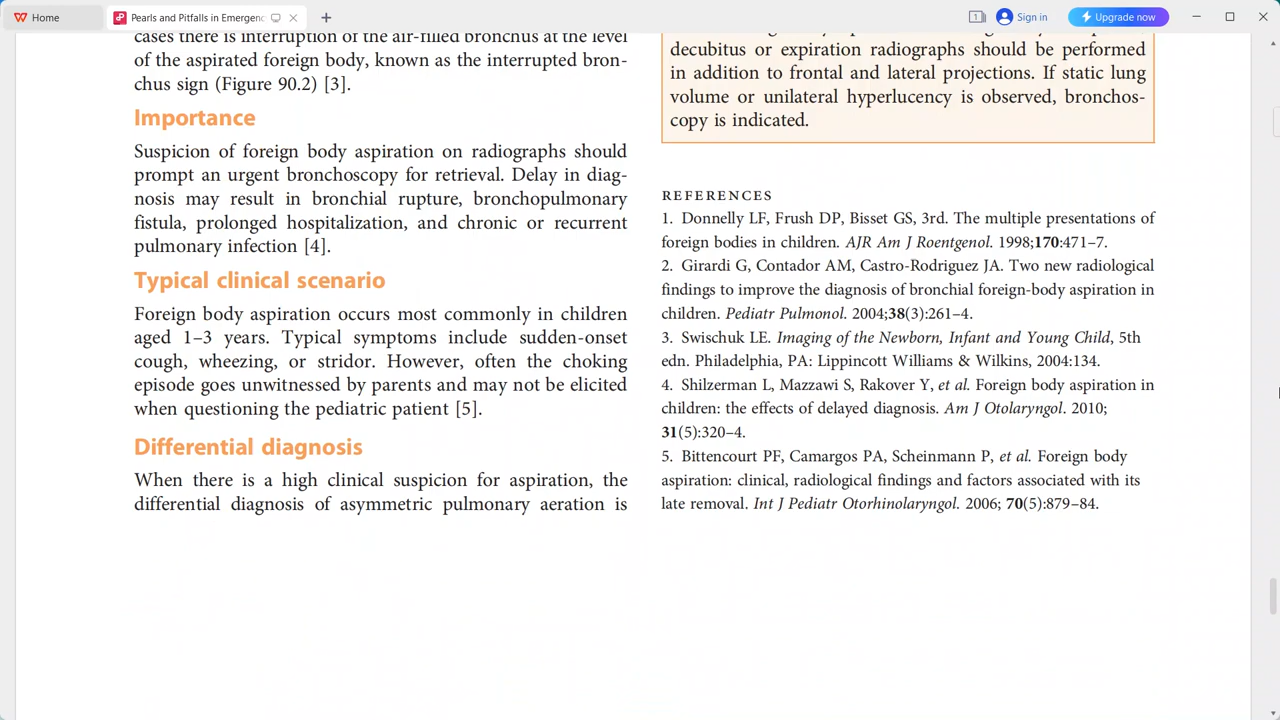 Home
Pearls and Pitfalls in Emergenc
Sign in
Upgrade now
cases there is interruption of the air-filled bronchus at the level
of the aspirated foreign body, known as the interrupted bron-
chus sign (Figure 90.2) [3].
Importance
Suspicion of foreign body aspiration on radiographs should
prompt an urgent bronchoscopy for retrieval. Delay in diag-
nosis may result in bronchial rupture, bronchopulmonary
fistula, prolonged hospitalization, and chronic or recurrent
pulmonary infection [4].
Typical clinical scenario
Foreign body aspiration occurs most commonly in children
aged 1–3 years. Typical symptoms include sudden-onset
cough, wheezing, or stridor. However, often the choking
episode goes unwitnessed by parents and may not be elicited
when questioning the pediatric patient [5].
Differential diagnosis
When there is a high clinical suspicion for aspiration, the
differential diagnosis of asymmetric pulmonary aeration is
decubitus or expiration radiographs should be performed
in addition to frontal and lateral projections. If static lung
volume or unilateral hyperlucency is observed, bronchos-
copy is indicated.
REFERENCES
1. Donnelly LF, Frush DP, Bisset GS, 3rd. The multiple presentations of
foreign bodies in children. AJR Am J Roentgenol. 1998;170:471–7.
2. Girardi G, Contador AM, Castro-Rodriguez JA. Two new radiological
findings to improve the diagnosis of bronchial foreign-body aspiration in
children. Pediatr Pulmonol. 2004;38(3):261–4.
3. Swischuk LE. Imaging of the Newborn, Infant and Young Child, 5th
edn. Philadelphia, PA: Lippincott Williams & Wilkins, 2004:134.
4. Shilzerman L, Mazzawi S, Rakover Y, et al. Foreign body aspiration in
children: the effects of delayed diagnosis. Am J Otolaryngol. 2010;
31(5):320–4.
5. Bittencourt PF, Camargos PA, Scheinmann P, et al. Foreign body
aspiration: clinical, radiological findings and factors associated with its
late removal. Int J Pediatr Otorhinolaryngol. 2006; 70(5):879–84.